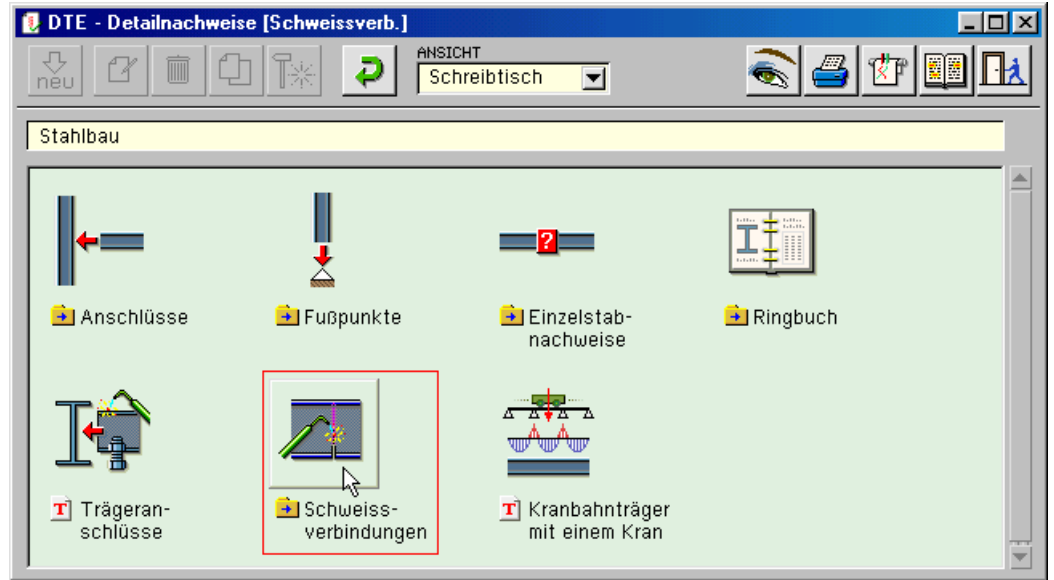 DTE - Detailnachweise [Schweissverb.]
neu
ANSICHT
Schreibtisch
Stahlbau
?
Anschlüsse
Fußpunkte
Einzelstab-
nachweise
Ringbuch
T Trägeran-
schlüsse
Schweiss-
verbindungen
T Kranbahnträger
mit einem Kran